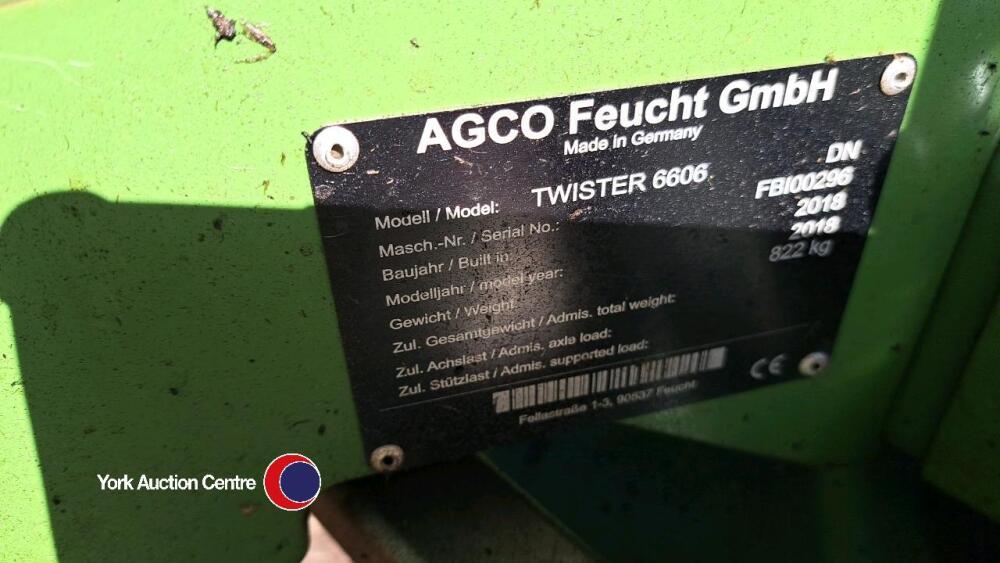 AGCO Feucht GmbH
Made in Germany
Modell / Model: TWISTER 6606 DN
Masch.-Nr. / Serial No.: FBI00296
Baujahr / Built in: 2018
Modelljahr / model year: 2018
Gewicht / Weight: 822 kg
Zul. Gesamtgewicht / Admis. total weight:
Zul. Achslast / Admis. axle load:
Zul. Stützlast / Admis. supported load:
CE
Fellastraße 1-3, 90537 Feucht
York Auction Centre